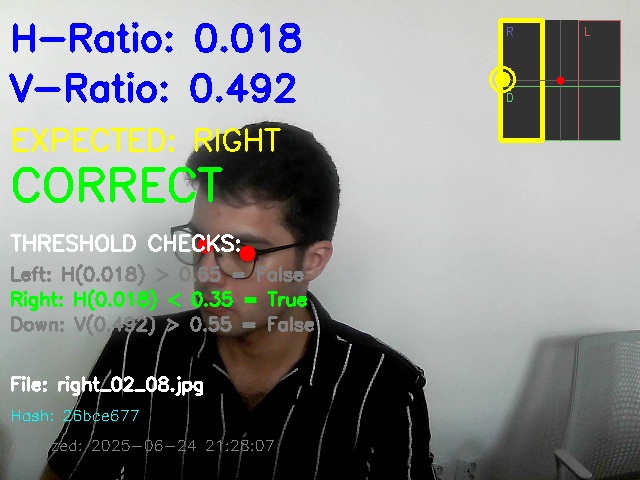 H-Ratio: 0.018
V-Ratio: 0.492
EXPECTED: RIGHT
CORRECT
THRESHOLD CHECKS:
Left: H(0.018) > 0.65 = False
Right: H(0.018) < 0.35 = True
Down: V(0.492) > 0.55 = False
File: right_02_08.jpg
Hash: 26bce677
2025-06-24 21:28:07
R
L
D